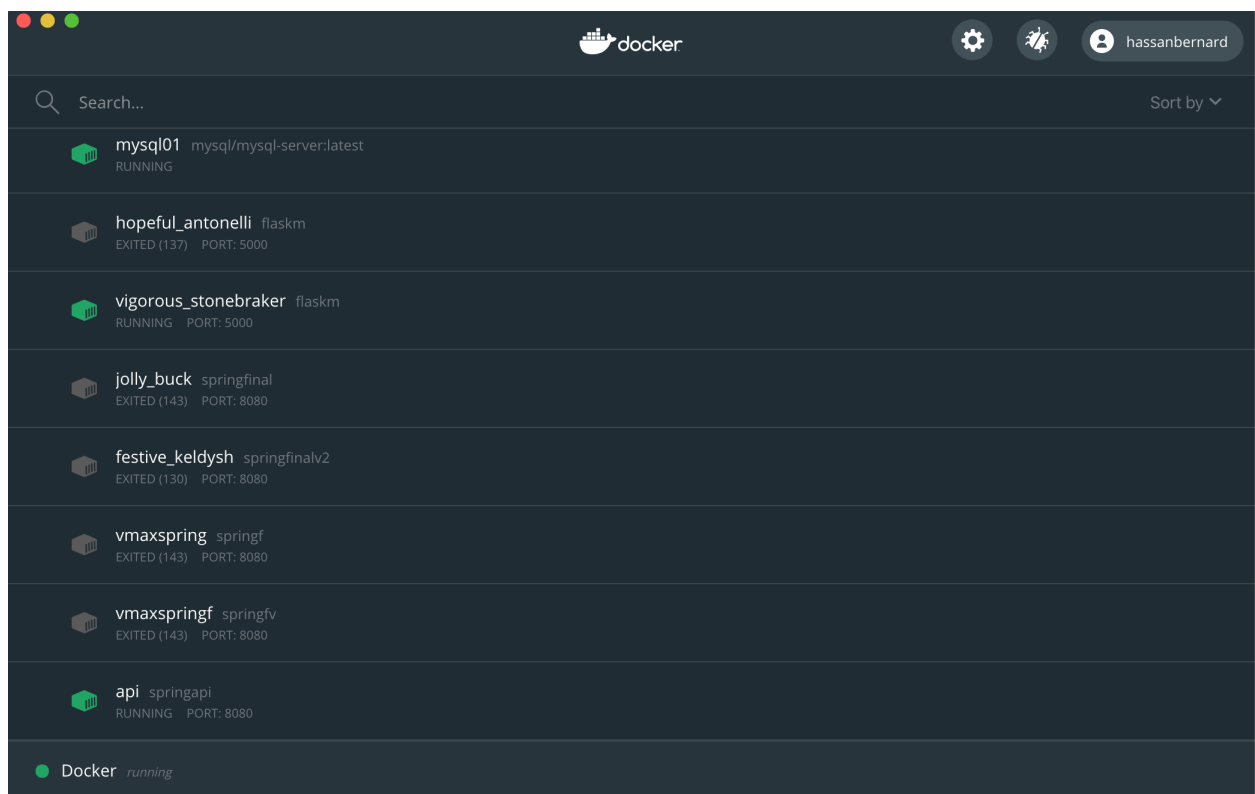 docker
hassanbernard
Search...
Sort by
mysql01 mysql/mysql-server:latest
RUNNING
hopeful_antonelli flaskm
EXITED (137) PORT: 5000
vigorous_stonebraker flaskm
RUNNING PORT: 5000
jolly_buck springfinal
EXITED (143) PORT: 8080
festive_keldysh springfinalv2
EXITED (130) PORT: 8080
vmaxspring springf
EXITED (143) PORT: 8080
vmaxspringf springfv
EXITED (143) PORT: 8080
api springapi
RUNNING PORT: 8080
Docker running